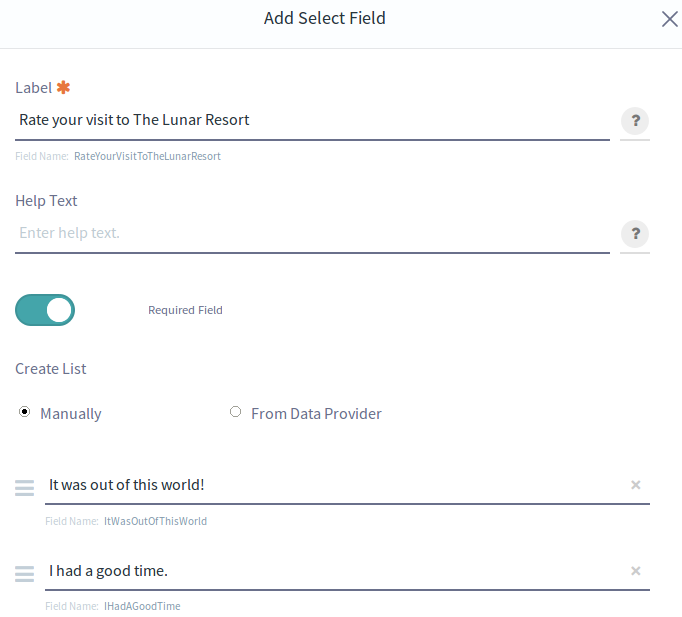 Add Select Field
Label ✱
Rate your visit to The Lunar Resort
?
Field Name: RateYourVisitToTheLunarResort
Help Text
Enter help text.
?
Required Field
Create List
Manually
From Data Provider
It was out of this world!
Field Name: ItWasOutOfThisWorld
I had a good time.
Field Name: IHadAGoodTime